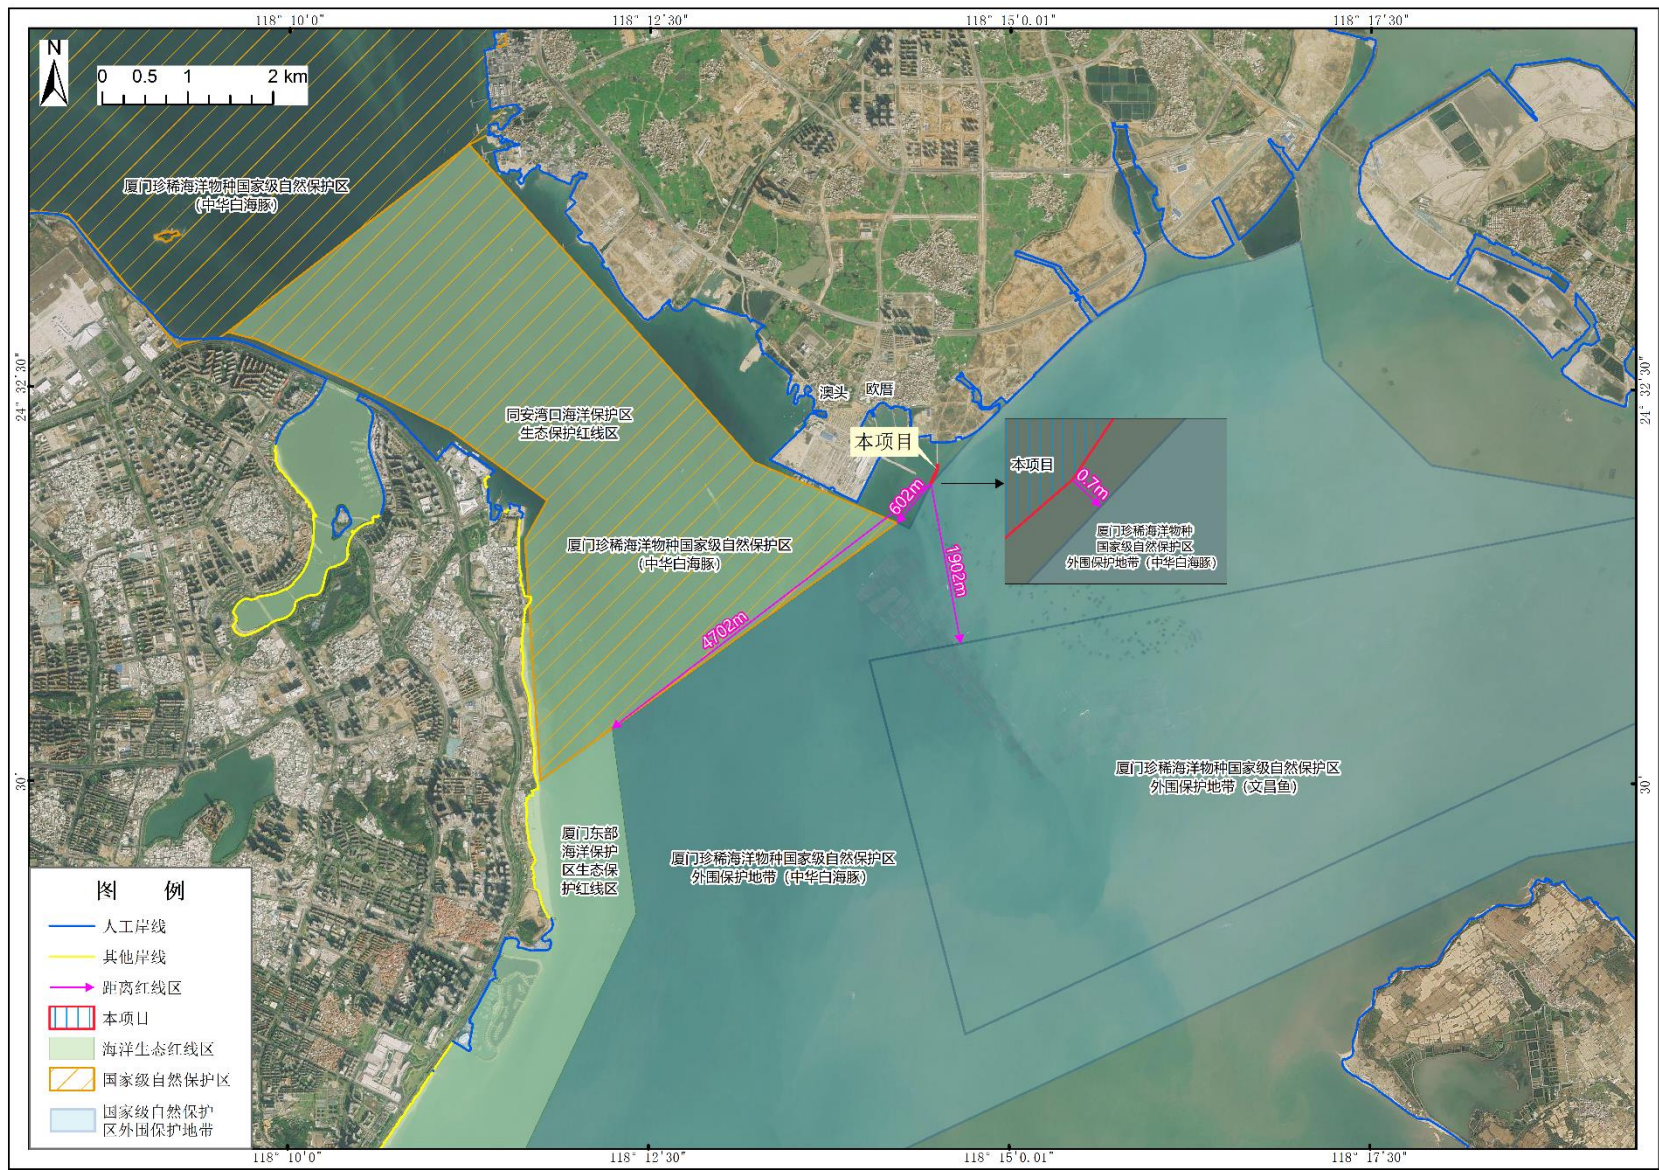 118° 10′0″
118° 12′30″
118° 15′0.01″
118° 17′30″
N
0 0.5 1 2 km
厦门珍稀海洋物种国家级自然保护区
(中华白海豚)
24° 32′30″
24° 32′30″
澳头
欧厝
同安湾口海洋保护区
生态保护红线区
本项目
本项目
0.7m
602m
厦门珍稀海洋物种
国家级自然保护区
外围保护地带（中华白海豚）
厦门珍稀海洋物种国家级自然保护区
（中华白海豚）
1902m
4702m
30′
30′
厦门珍稀海洋物种国家级自然保护区
外围保护地带（文昌鱼）
厦门东部
海洋保护
区生态保
护红线区
厦门珍稀海洋物种国家级自然保护区
外围保护地带（中华白海豚）
图 例
人工岸线
其他岸线
距离红线区
本项目
海洋生态红线区
国家级自然保护区
国家级自然保护
区外围保护地带
118° 10′0″
118° 12′30″
118° 15′0.01″
118° 17′30″